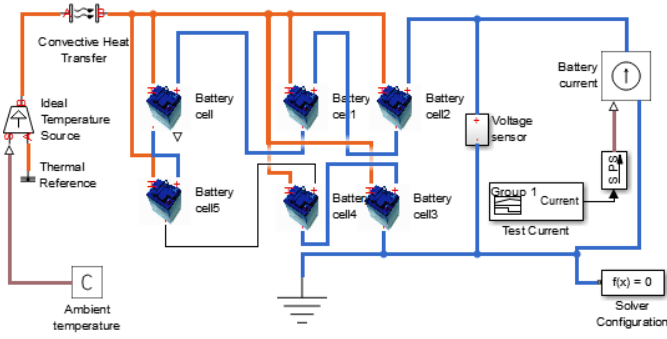 A
B
Convective Heat
Transfer
B
Ideal
Temperature
Source
S
A
Thermal
Reference
C
Ambient
temperature
H
+
Battery
cell
H
+
Battery
cell1
H
+
Battery
cell2
H
+
Battery
cell5
H
+
Battery
cell4
H
+
Battery
cell3
+
Voltage
sensor
Battery
current
S PS
Group 1
Current
Test Current
f(x) = 0
Solver
Configuration